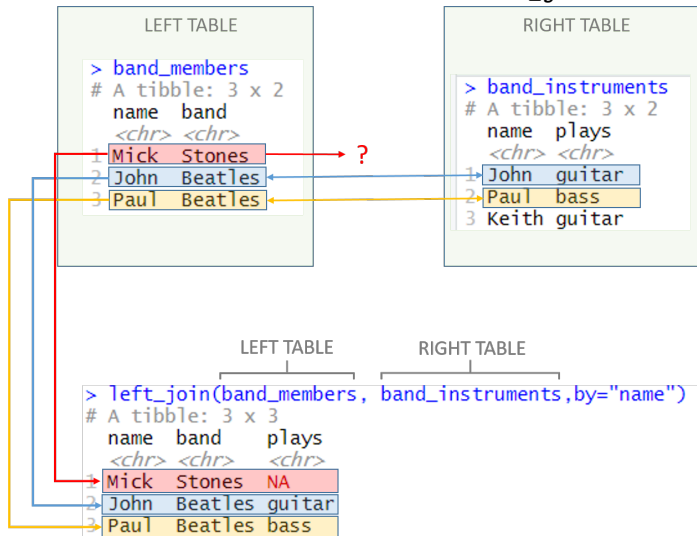 LEFT TABLE
> band_members
# A tibble: 3 x 2
name band
<chr> <chr>
1 Mick Stones
2 John Beatles
3 Paul Beatles
?
RIGHT TABLE
> band_instruments
# A tibble: 3 x 2
name plays
<chr> <chr>
1 John guitar
2 Paul bass
3 Keith guitar
LEFT TABLE RIGHT TABLE
> left_join(band_members, band_instruments,by="name")
# A tibble: 3 x 3
name band plays
<chr> <chr> <chr>
1 Mick Stones NA
2 John Beatles guitar
3 Paul Beatles bass